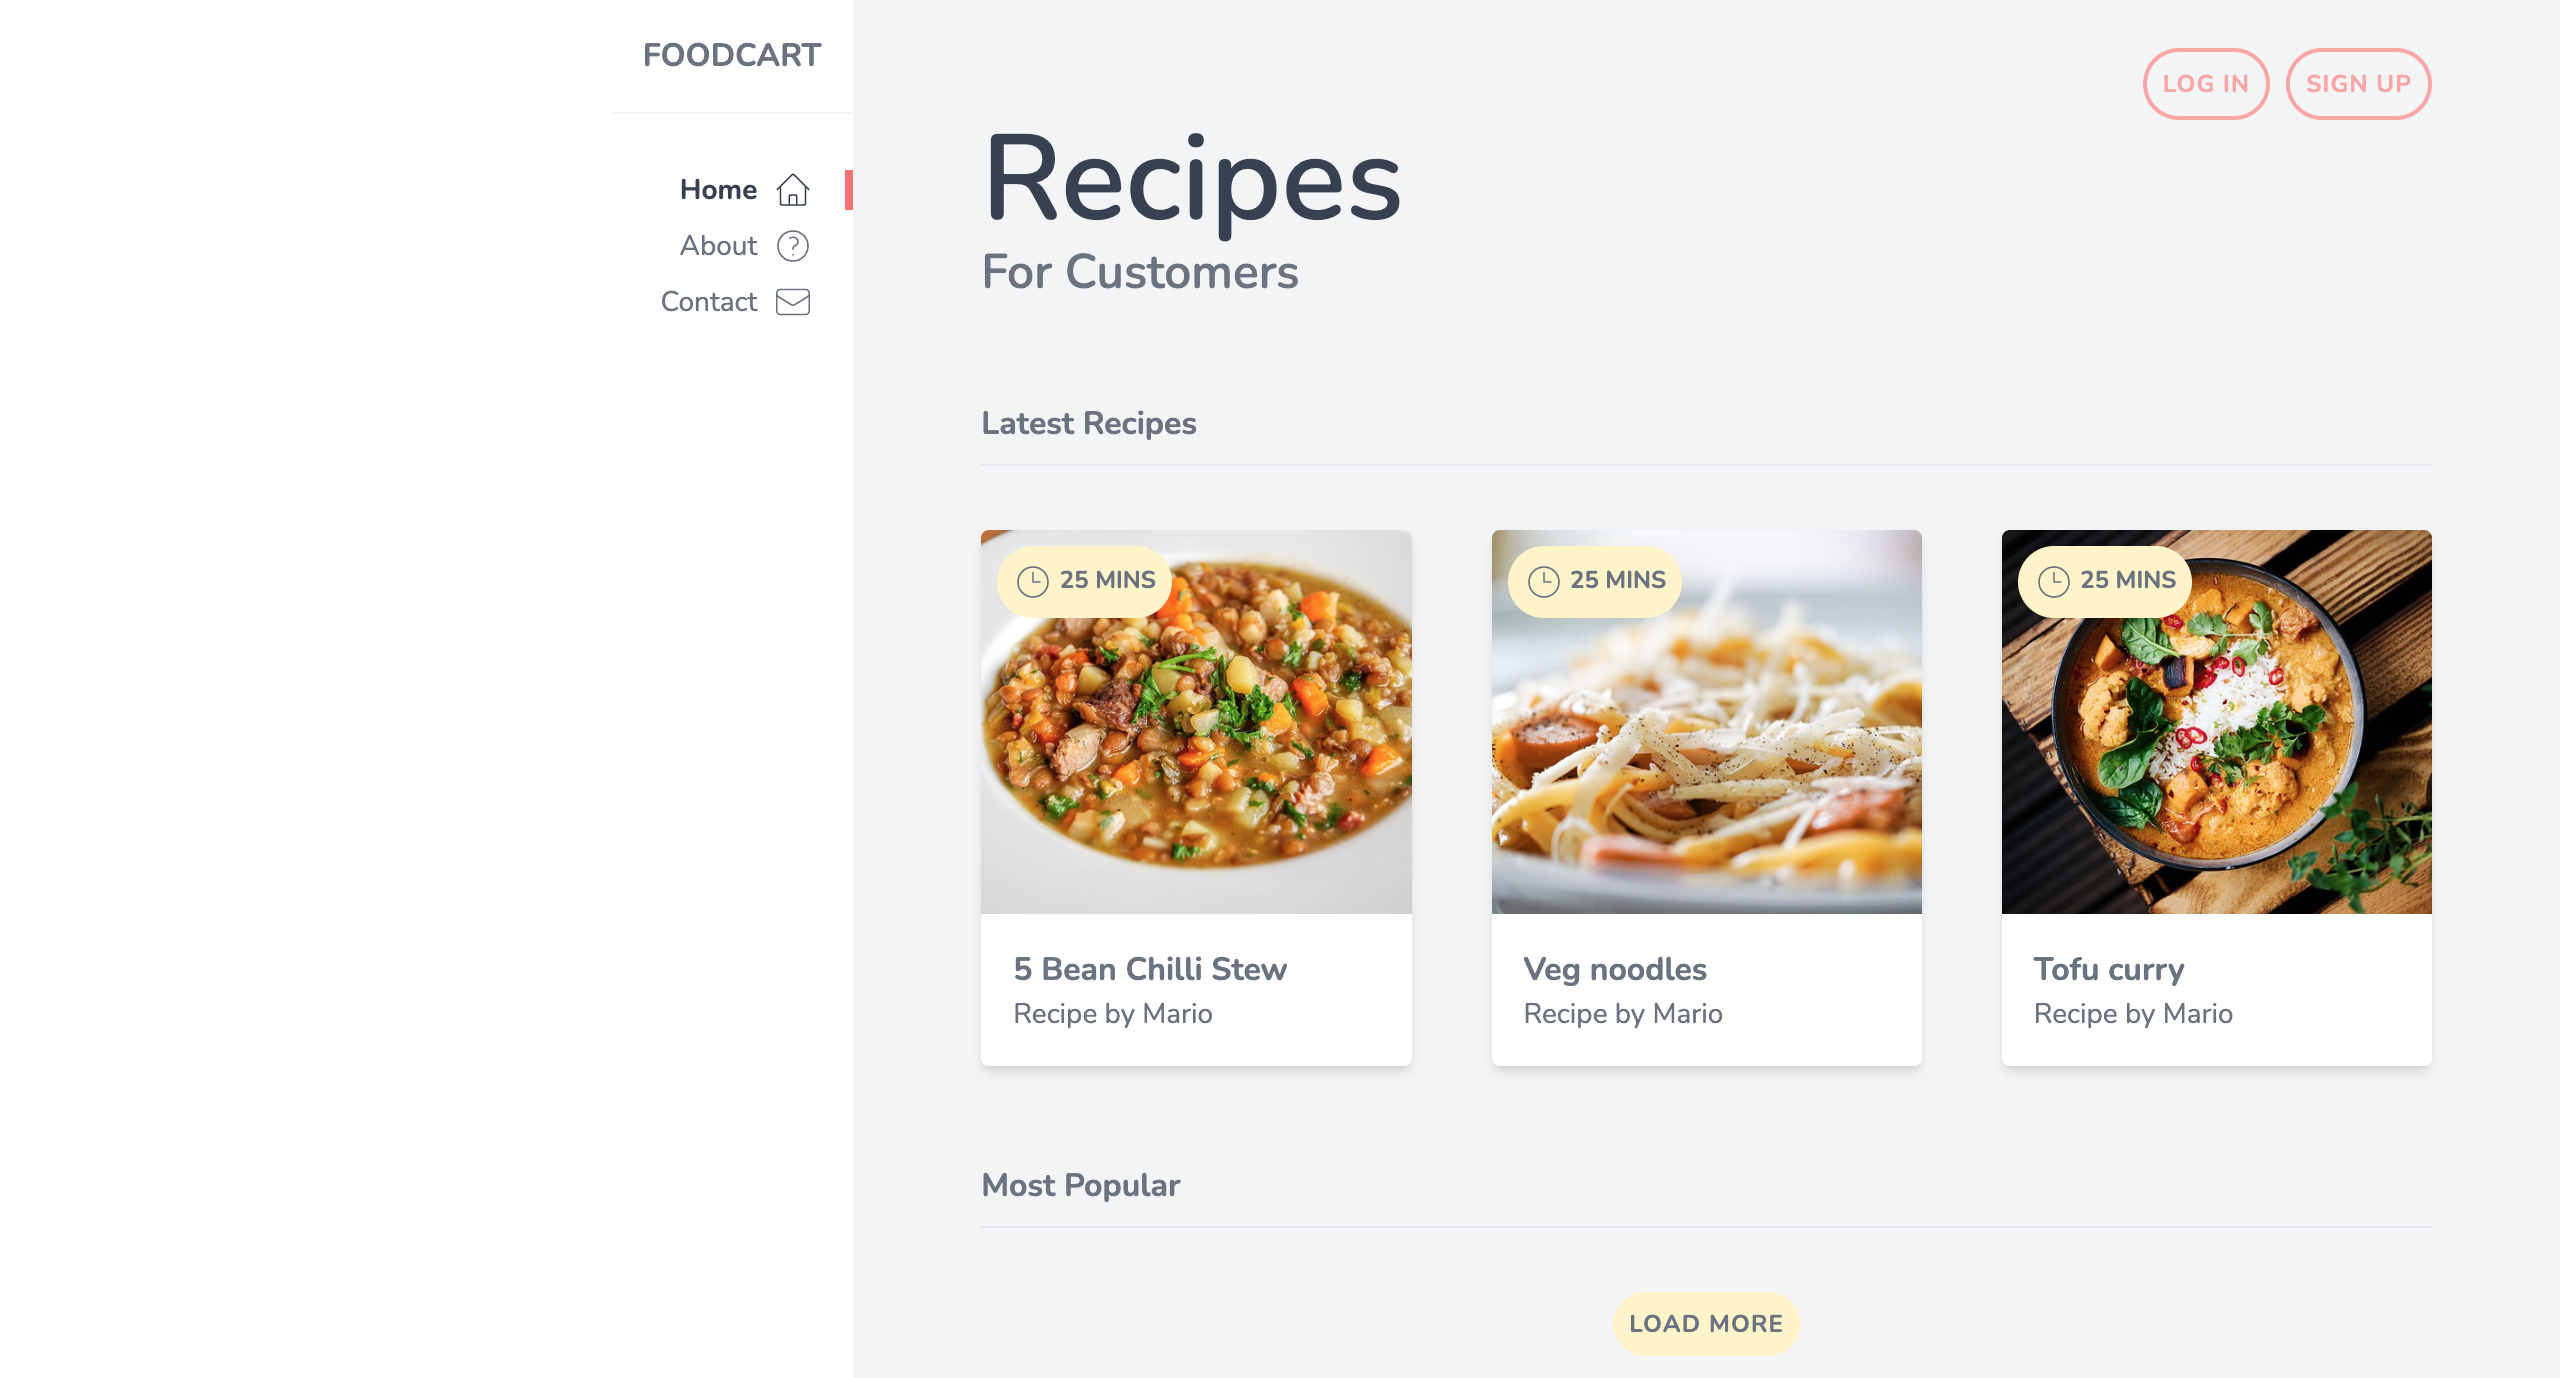 FOODCART
Home
About
Contact
LOG IN
SIGN UP
Recipes
For Customers
Latest Recipes
25 MINS
5 Bean Chilli Stew
Recipe by Mario
25 MINS
Veg noodles
Recipe by Mario
25 MINS
Tofu curry
Recipe by Mario
Most Popular
LOAD MORE